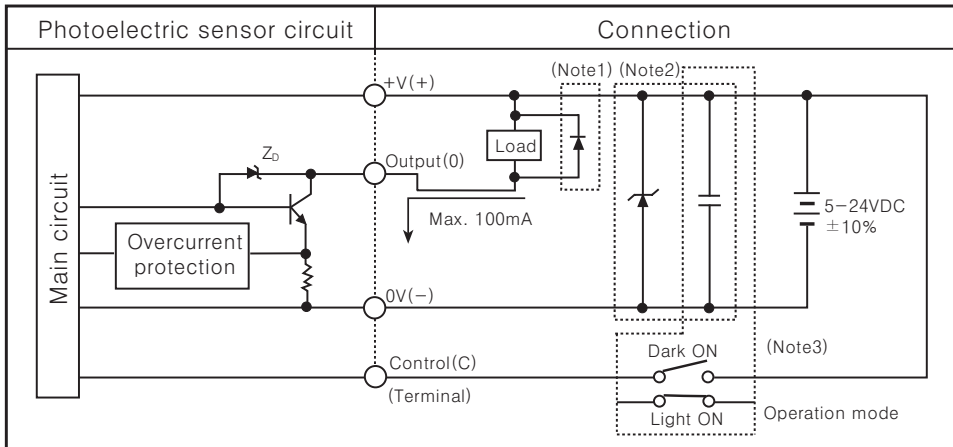 Photoelectric sensor circuit
Connection
(Note1) (Note2)
+V(+)
Load
Output(0)
ZD
Max. 100mA
5-24VDC
±10%
Main circuit
Overcurrent
protection
0V(-)
(Note3)
Dark ON
Control(C)
(Terminal)
Light ON
Operation mode